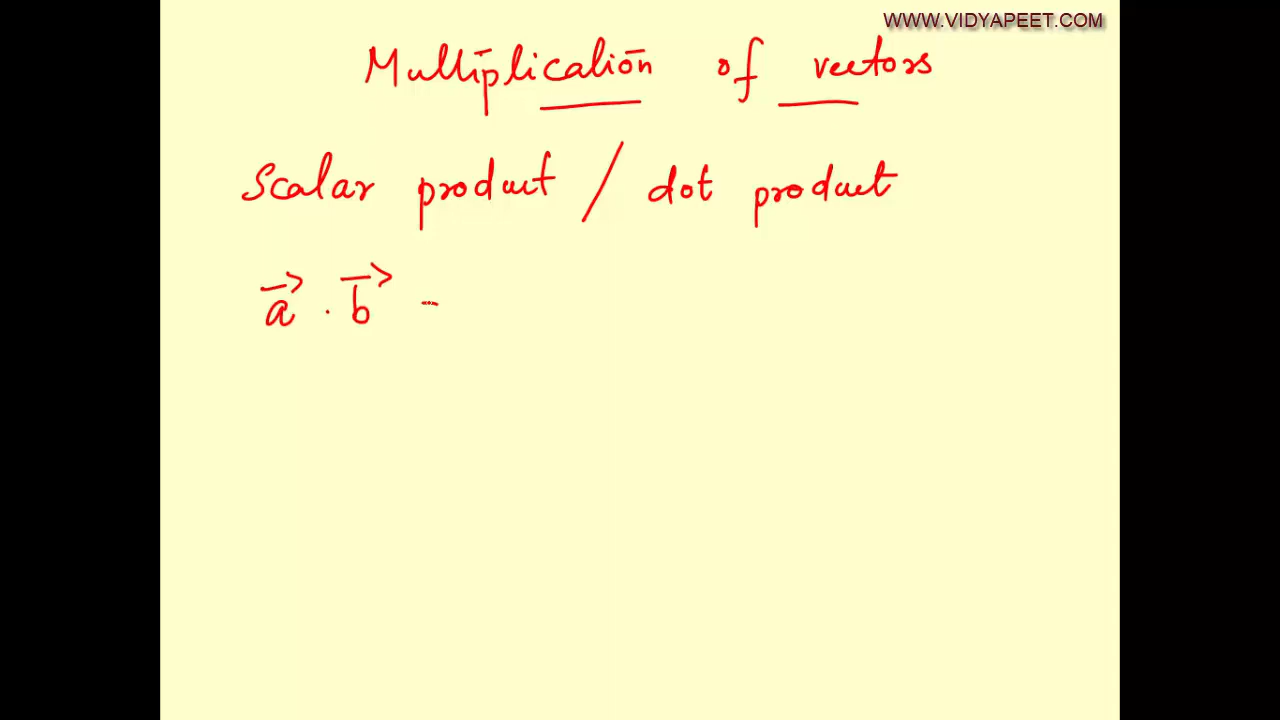 WWW.VIDYAPEET.COM
Multiplication of vectors
Scalar product / dot product
a⃗ . b⃗ =